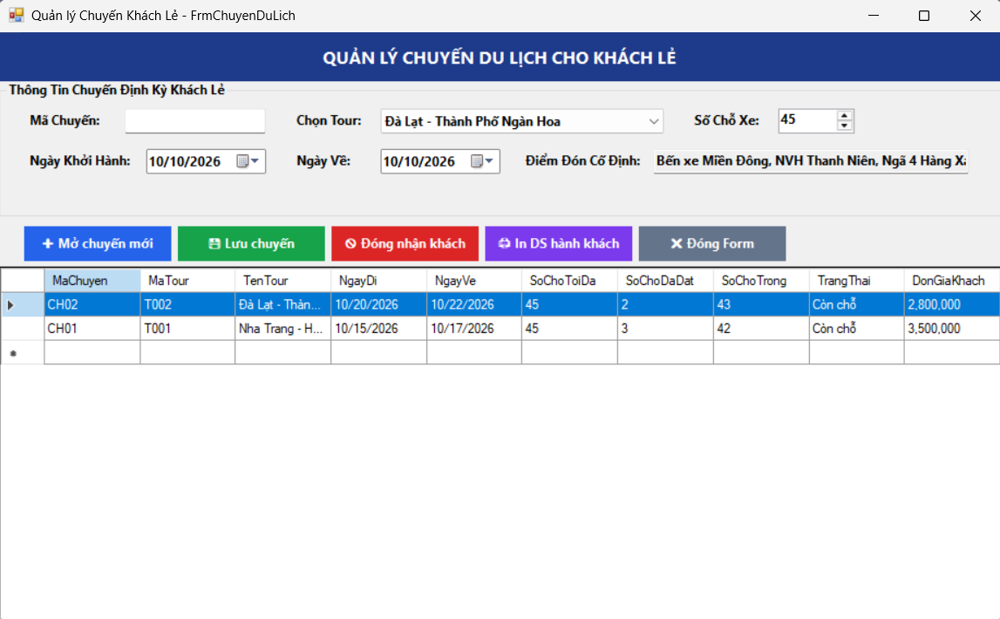 Quản lý Chuyến Khách Lẻ - FrmChuyenDuLich
QUẢN LÝ CHUYẾN DU LỊCH CHO KHÁCH LẺ
Thông Tin Chuyến Định Kỳ Khách Lẻ
Mã Chuyến: Chọn Tour: Đà Lạt - Thành Phố Ngàn Hoa Số Chỗ Xe: 45
Ngày Khởi Hành: 10/10/2026 Ngày Về: 10/10/2026 Điểm Đón Cố Định: Bến xe Miền Đông, NVH Thanh Niên, Ngã 4 Hàng
Mở chuyến mới Lưu chuyến Đóng nhận khách In DS hành khách Đóng Form
MaChuyen MaTour TenTour NgayDi NgayVe SoChoToiDa SoChoDaDat SoChoTrong TrangThai DonGiaKhach
CH02 T002 Đà Lạt - Thàn... 10/20/2026 10/22/2026 45 2 43 Còn chỗ 2,800,000
CH01 T001 Nha Trang - H... 10/15/2026 10/17/2026 45 3 42 Còn chỗ 3,500,000